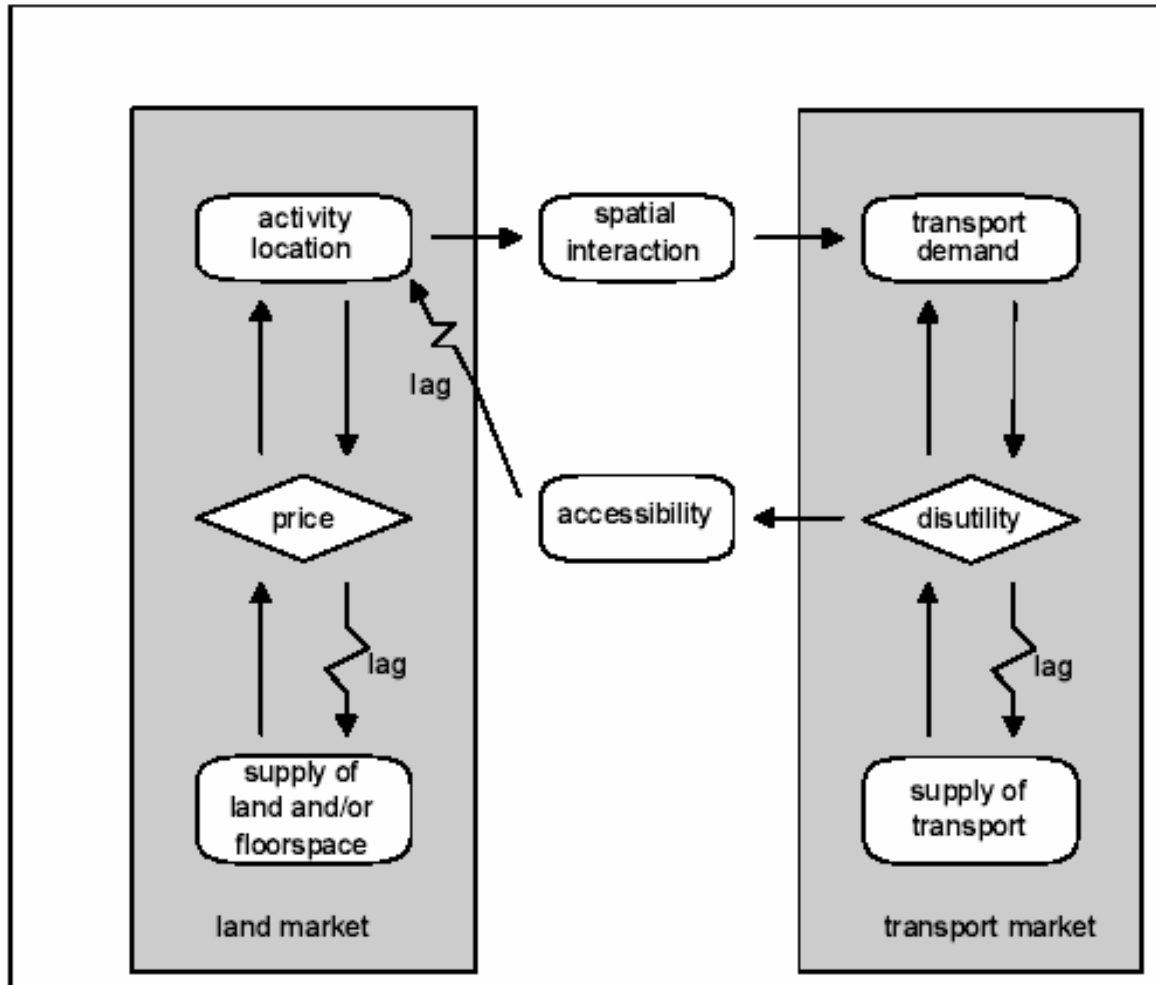 activity
location
spatial
interaction
transport
demand
lag
price
accessibility
disutility
lag
lag
supply of
land and/or
floorspace
supply of
transport
land market
transport market